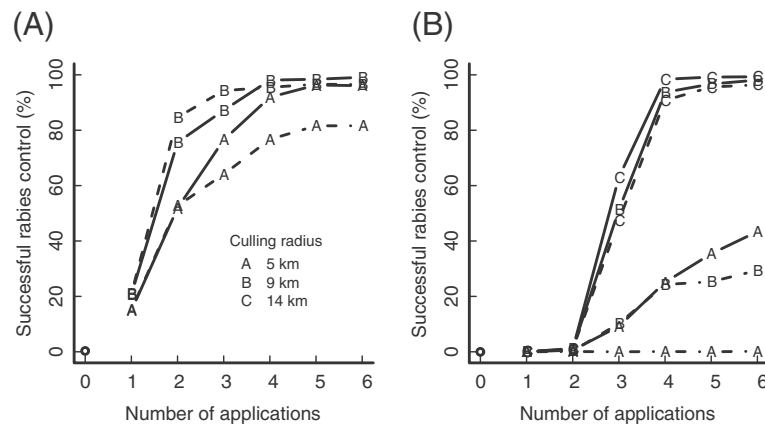 (A)
Successful rabies control (%)
100
80
60
40
20
0
B B B B B
B B B B B
A A A A A
A A A A A
B
A
Culling radius
A 5 km
B 9 km
C 14 km
0 1 2 3 4 5 6
Number of applications
(B)
Successful rabies control (%)
100
80
60
40
20
0
C C C C
B B B B
C C C C
A A
B B
A A A A A A
0 1 2 3 4 5 6
Number of applications